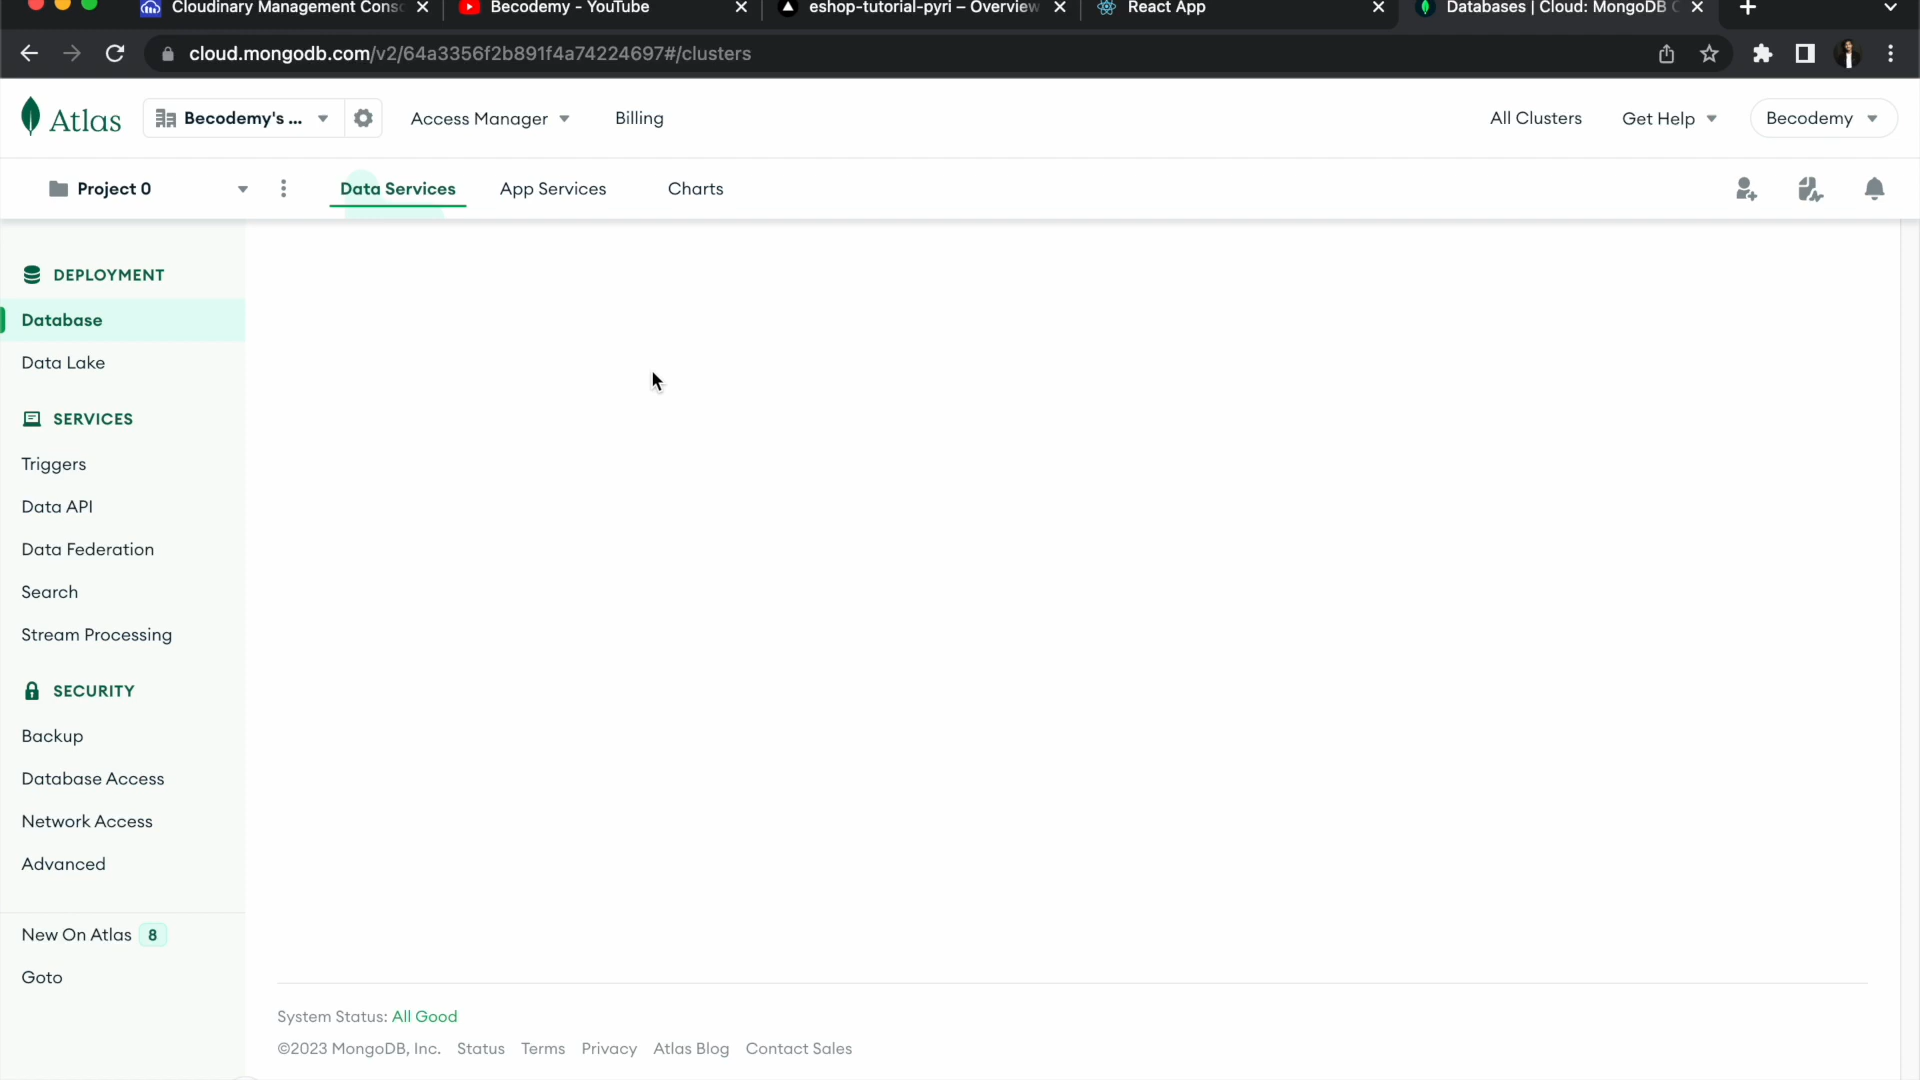 Cloudinary Management Cons
Becodemy - YouTube
eshop-tutorial-pyri – Overview
React App
Databases | Cloud: MongoDB C
cloud.mongodb.com/v2/64a3356f2b891f4a74224697#/clusters
Atlas
Becodemy's ...
Access Manager
Billing
All Clusters
Get Help
Becodemy
Project 0
Data Services
App Services
Charts
DEPLOYMENT
Database
Data Lake
SERVICES
Triggers
Data API
Data Federation
Search
Stream Processing
SECURITY
Backup
Database Access
Network Access
Advanced
New On Atlas 8
Goto
System Status: All Good
©2023 MongoDB, Inc. Status Terms Privacy Atlas Blog Contact Sales